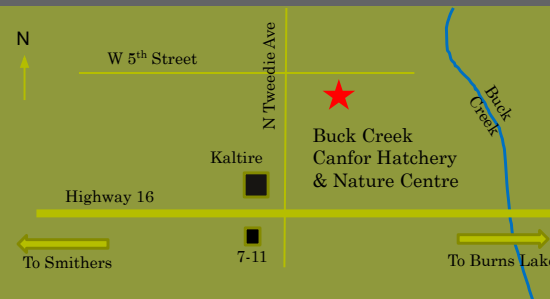 N
W 5th Street
N Tweedie Ave
Buck
Creek
Buck Creek
Canfor Hatchery
& Nature Centre
Kaltire
Highway 16
To Smithers
7-11
To Burns Lake